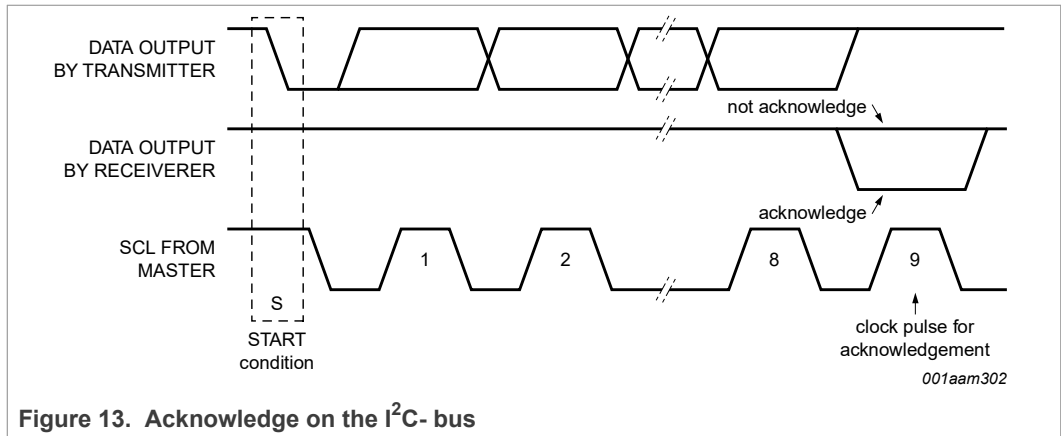 DATA OUTPUT
BY TRANSMITTER
not acknowledge
DATA OUTPUT
BY RECEIVERER
acknowledge
SCL FROM
MASTER
1
2
8
9
S
START
condition
clock pulse for
acknowledgement
001aam302
Figure 13. Acknowledge on the I²C- bus